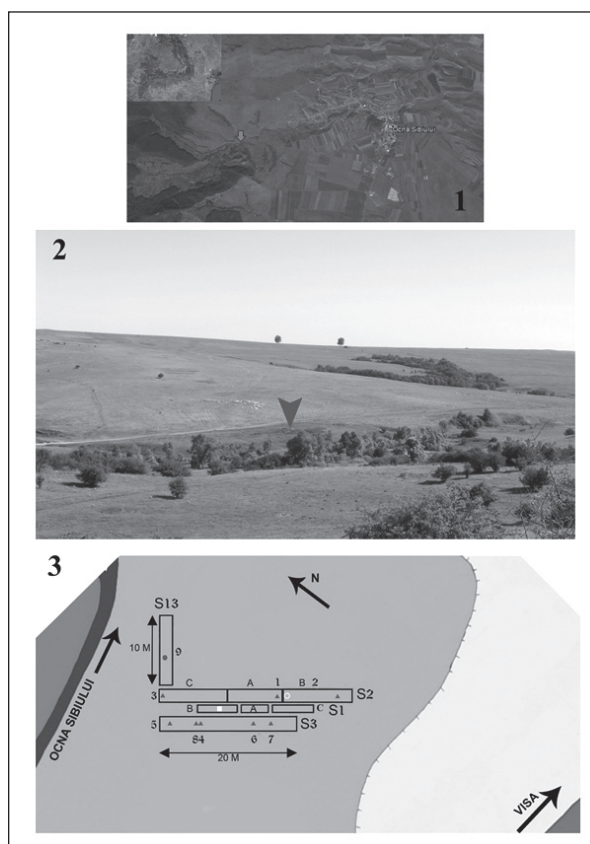 Ocna Sibiului
1
2
3
N
S13
10 M
9
OCNA SIBIULUI
C A 1 B 2
3 S2
B A C S1
5 S3
84 6 7
20 M
VISA